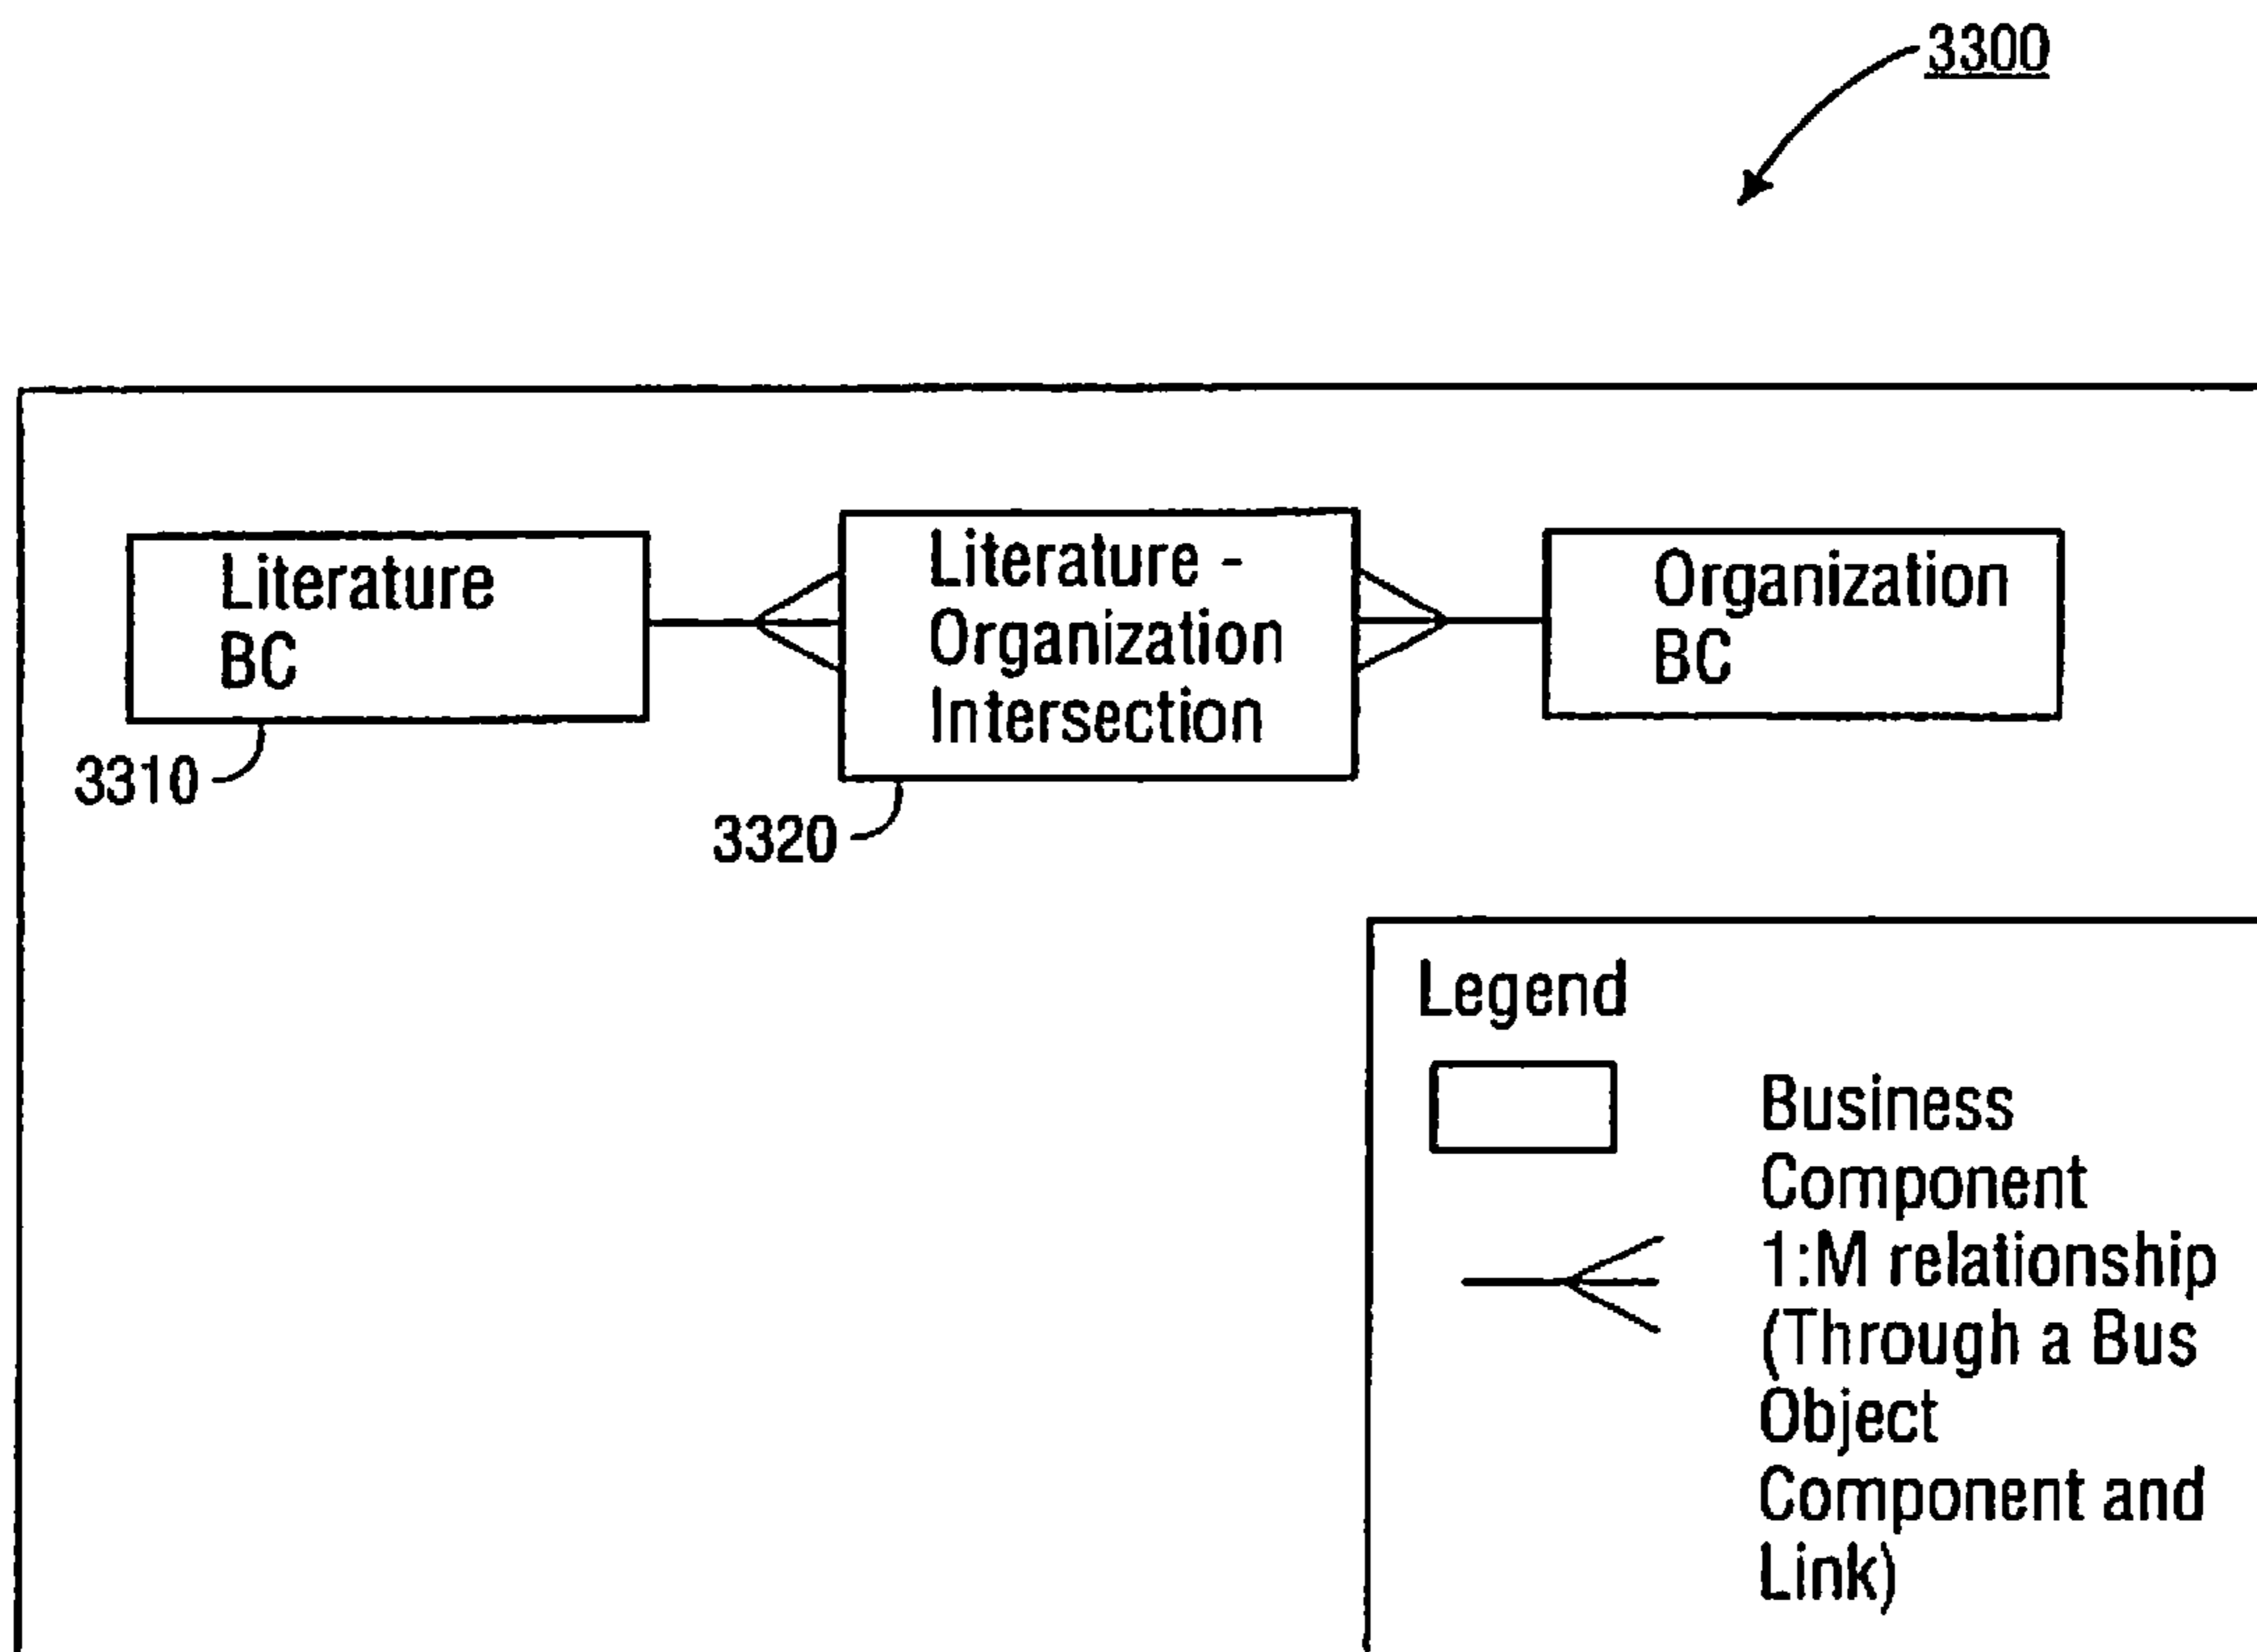 3300
Literature
BC
3310
Literature -
Organization
Intersection
3320
Organization
BC
Legend
Business
Component
1:M relationship
(Through a Bus
Object
Component and
Link)